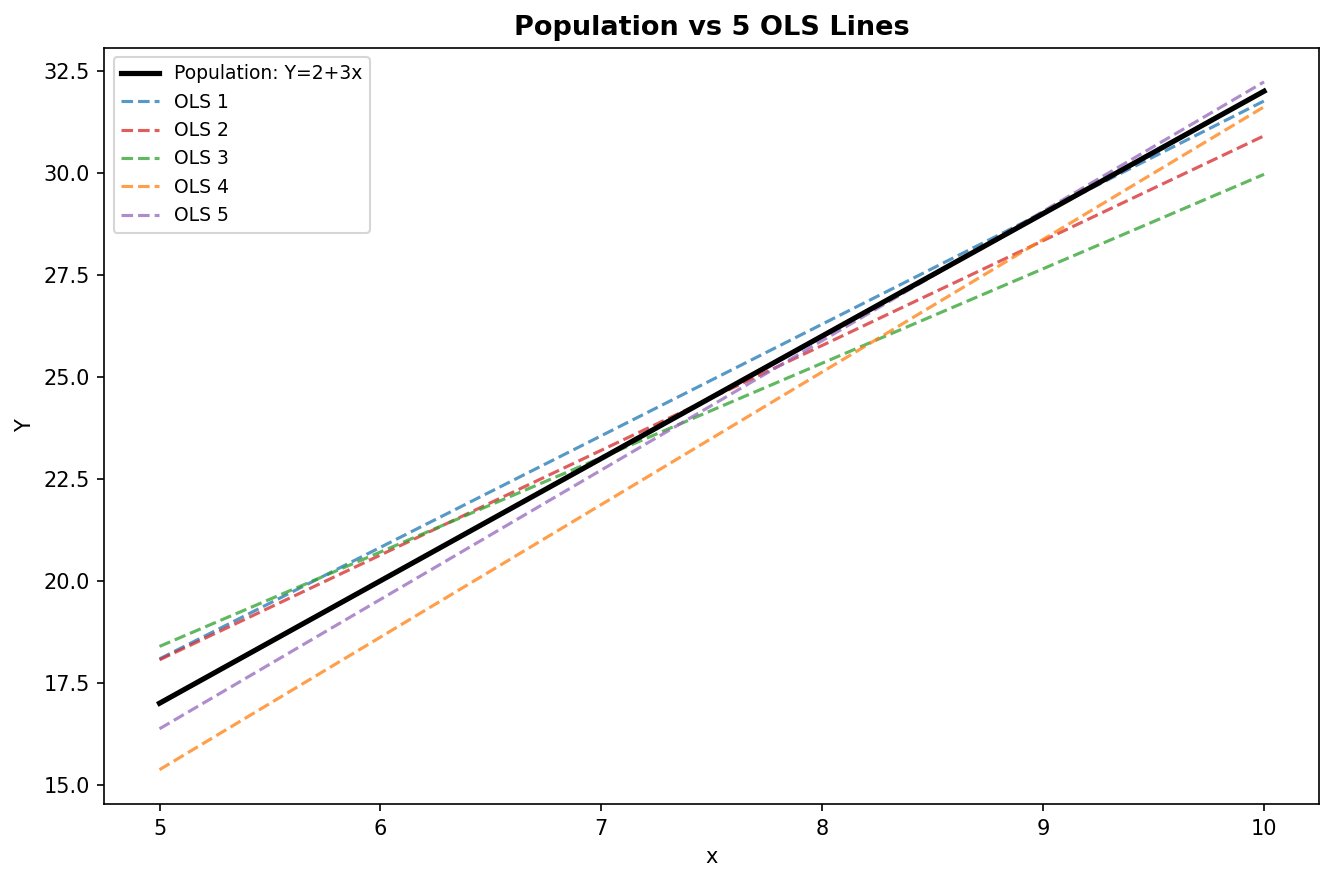 Population vs 5 OLS Lines
Population: Y=2+3x
OLS 1
OLS 2
OLS 3
OLS 4
OLS 5
32.5
30.0
27.5
25.0
22.5
20.0
17.5
15.0
Y
5 6 7 8 9 10
x